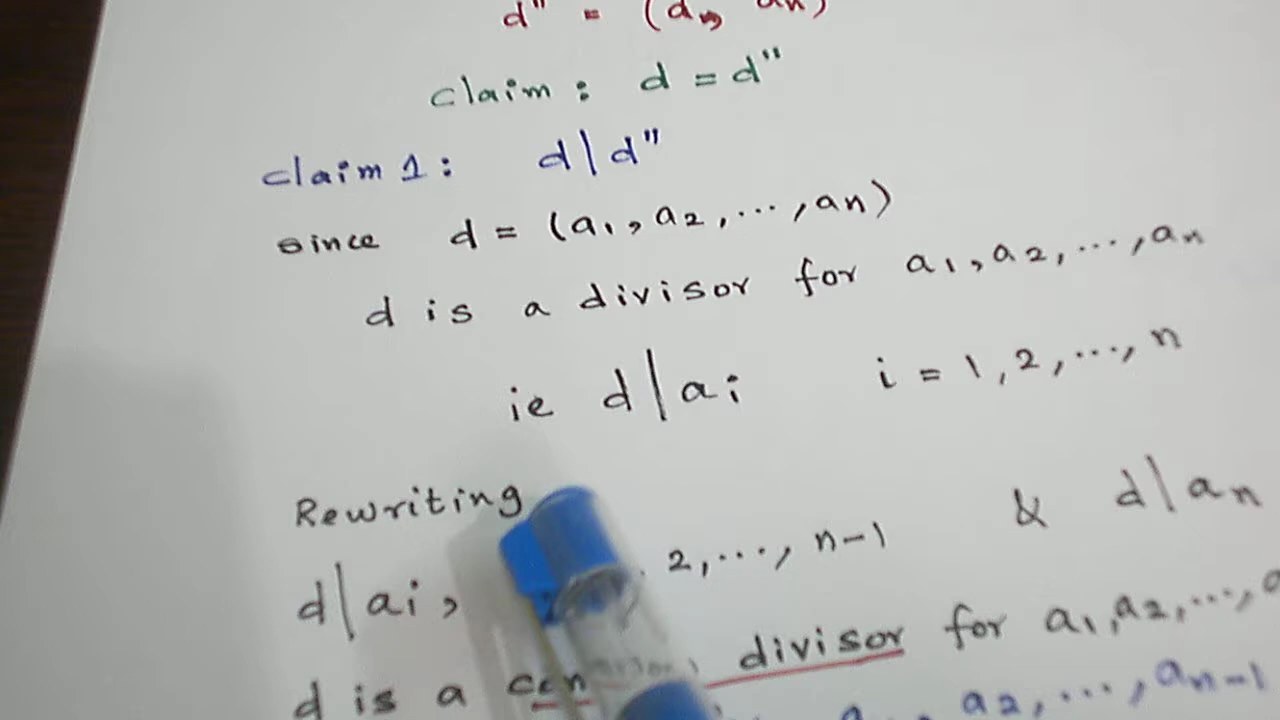 d" = (d
claim : d = d"
claim 1 : d | d"
since d = (a₁, a₂, ..., aₙ)
d is a divisor for a₁, a₂, ..., aₙ
ie d | aᵢ i = 1, 2, ..., n
Rewriting
d | aᵢ, 2, ..., n-1 & d | aₙ
d is a divisor for a₁, a₂, ...,
a₂, ..., aₙ₋₁